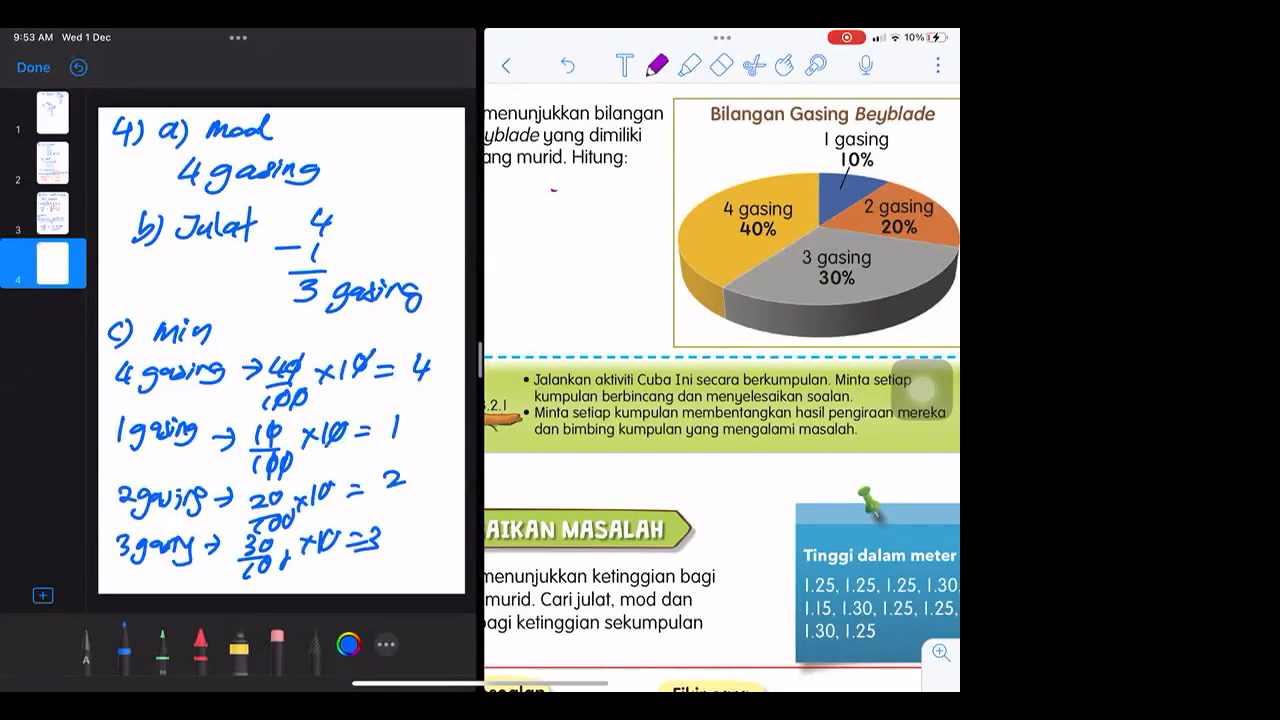 9:53 AM Wed 1 Dec
10%
Done
1
2
3
4
4) a) mod
4 gasing
b) Julat 4
- 1
3 gasing
c) min
4 gasing → 40/100 × 10 = 4
1 gasing → 10/100 × 10 = 1
2 gasing → 20/100 × 10 = 2
3 gasing → 30/100 × 10 = 3
A
T
menunjukkan bilangan
yblade yang dimiliki
ang murid. Hitung:
Bilangan Gasing Beyblade
1 gasing
10%
2 gasing
20%
3 gasing
30%
4 gasing
40%
.2.1
• Jalankan aktiviti Cuba Ini secara berkumpulan. Minta setiap
kumpulan berbincang dan menyelesaikan soalan.
• Minta setiap kumpulan membentangkan hasil pengiraan mereka
dan bimbing kumpulan yang mengalami masalah.
AIKAN MASALAH
menunjukkan ketinggian bagi
murid. Cari julat, mod dan
bagi ketinggian sekumpulan
Tinggi dalam meter
1.25, 1.25, 1.25, 1.30,
1.15, 1.30, 1.25, 1.25,
1.30, 1.25